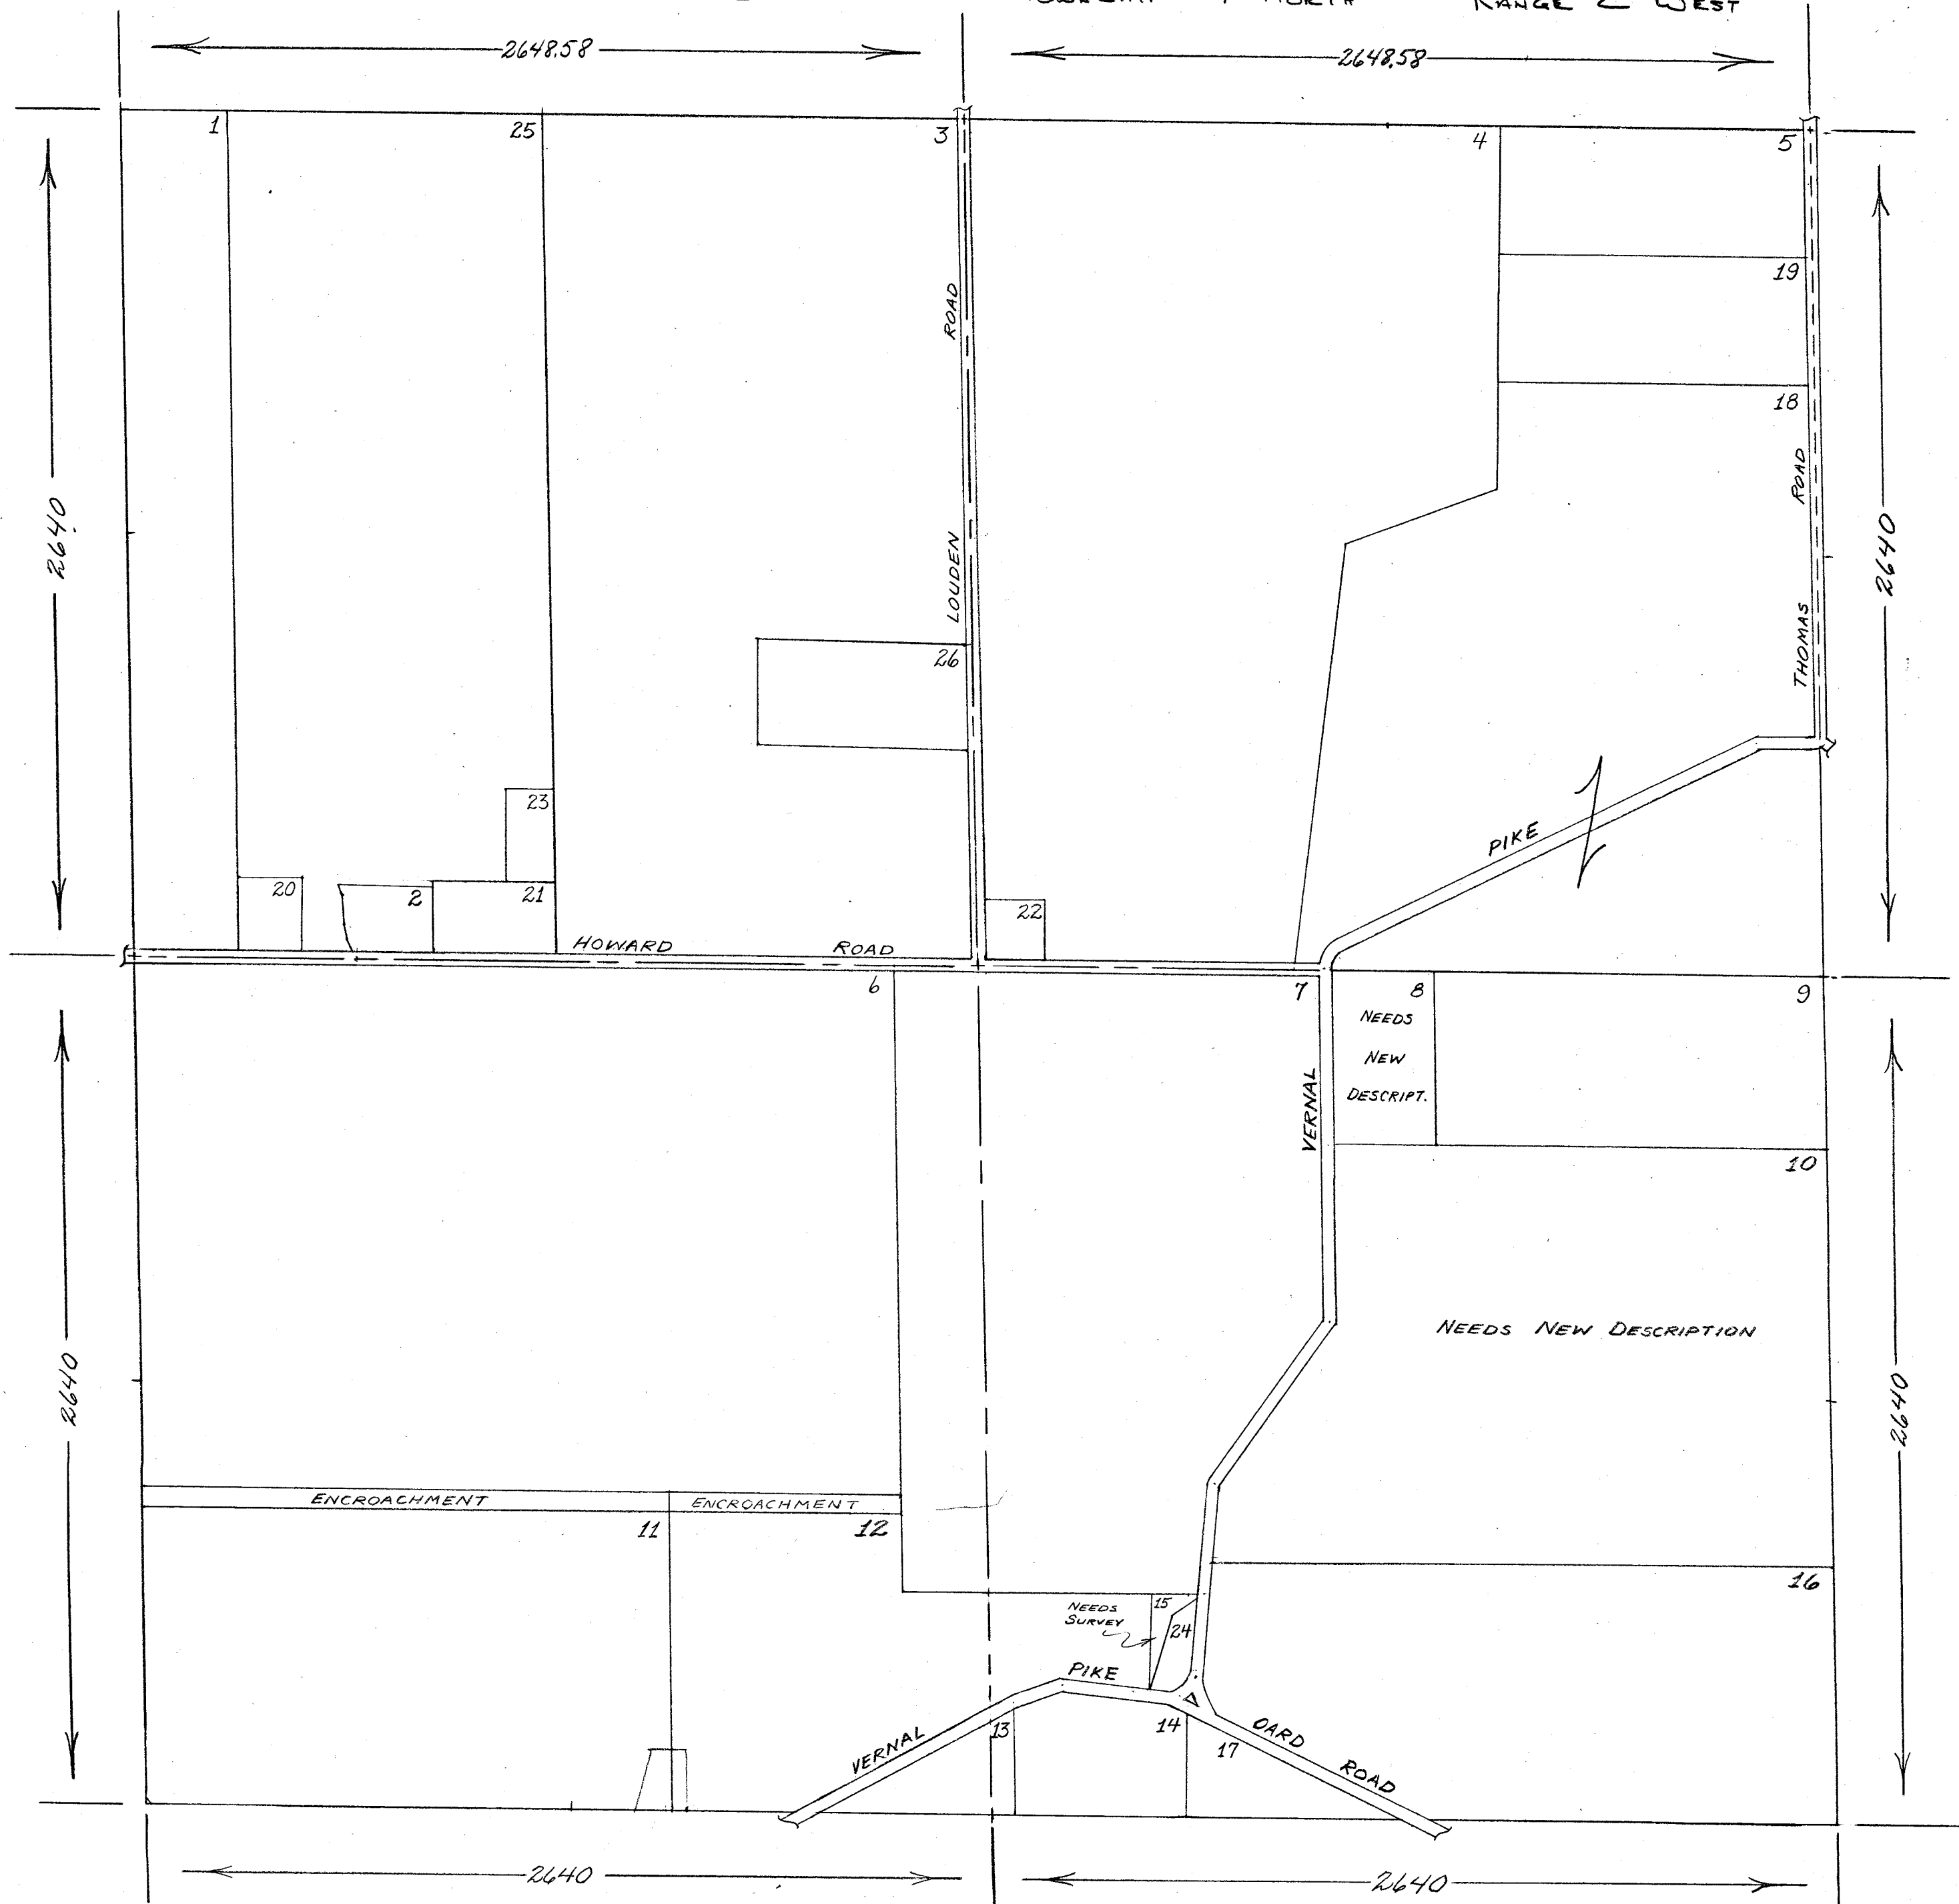 NORTH RANGE 2 WEST
2648.58 2648.58
1 25 3 4 5
19
18
2640
2640
ROAD
LOUDEN
ROAD
THOMAS
26
23
20 2 21 22
PIKE
HOWARD ROAD
6 7 8 9
NEEDS
NEW
DESCRIPT.
VERNAL
10
NEEDS NEW DESCRIPTION
2640
2640
ENCROACHMENT ENCROACHMENT
11 12
16
NEEDS
SURVEY
15
24
PIKE
VERNAL
13 14 17
OARD
ROAD
2640 2640